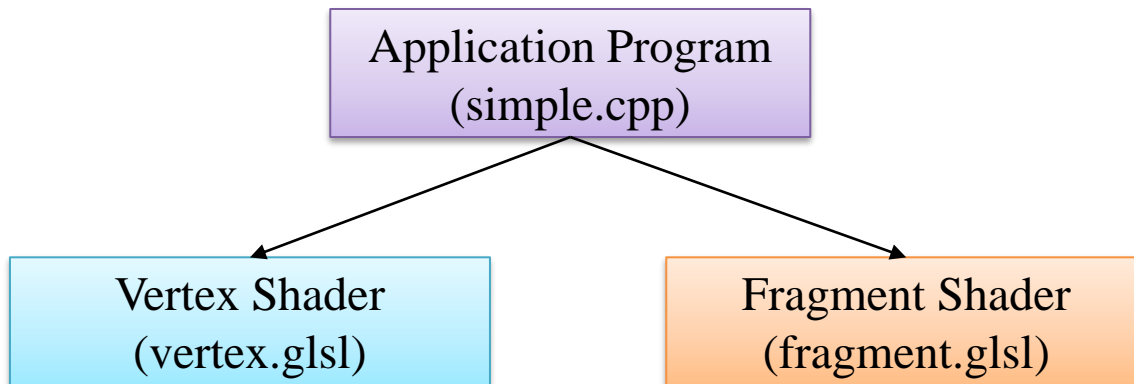 Application Program
(simple.cpp)
Vertex Shader
(vertex.glsl)
Fragment Shader
(fragment.glsl)